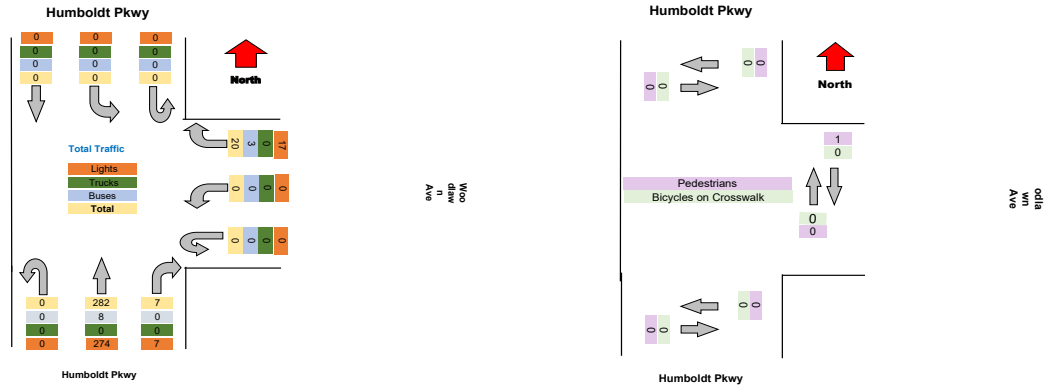 Humboldt Pkwy
0 0 0
0 0 0
0 0 0
0 0 0
North
20 3 0 17
Total Traffic
Lights
Trucks
Buses
Total
0 0 0 0
0 0 0 0
Woo
dlaw
n
Ave
0 282 7
0 8 0
0 0 0
0 274 7
Humboldt Pkwy
Humboldt Pkwy
0 0
0 0
North
1
0
Pedestrians
Bicycles on Crosswalk
0
0
odla
wn
Ave
0 0
0 0
Humboldt Pkwy